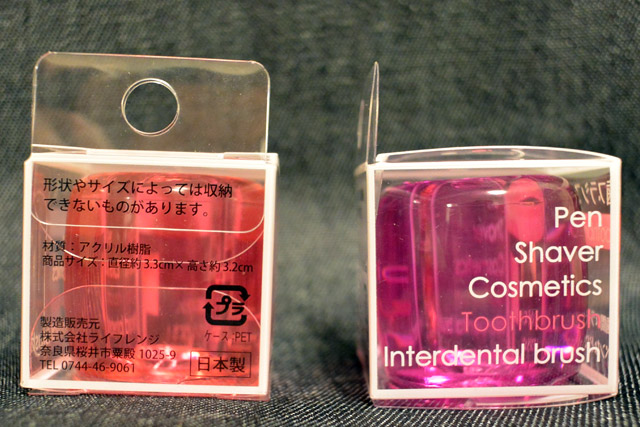 形状やサイズによっては収納
できないものがあります。
材質：アクリル樹脂
商品サイズ：直径約3.3cm×高さ約3.2cm
プラ
ケース:PET
製造販売元
株式会社ライフレンジ
奈良県桜井市粟殿 1025-9
TEL 0744-46-9061
日本製
Pen
Shaver
Cosmetics
Toothbrush
Interdental brush